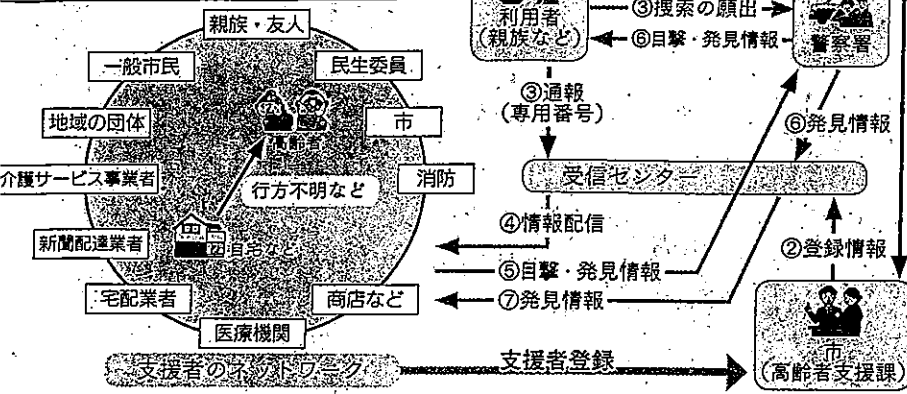 親族・友人
一般市民
民生委員
地域の団体
市
高齢者
介護サービス事業者
消防
行方不明など
新聞配達業者
自宅など
宅配業者
商店など
医療機関
支援者のネットワーク
支援者登録
利用者
(親族など)
③捜索の願出
⑥目撃・発見情報
警察署
③通報
(専用番号)
⑥発見情報
受信センター
④情報配信
②登録情報
⑤目撃・発見情報
⑦発見情報
市
(高齢者支援課)